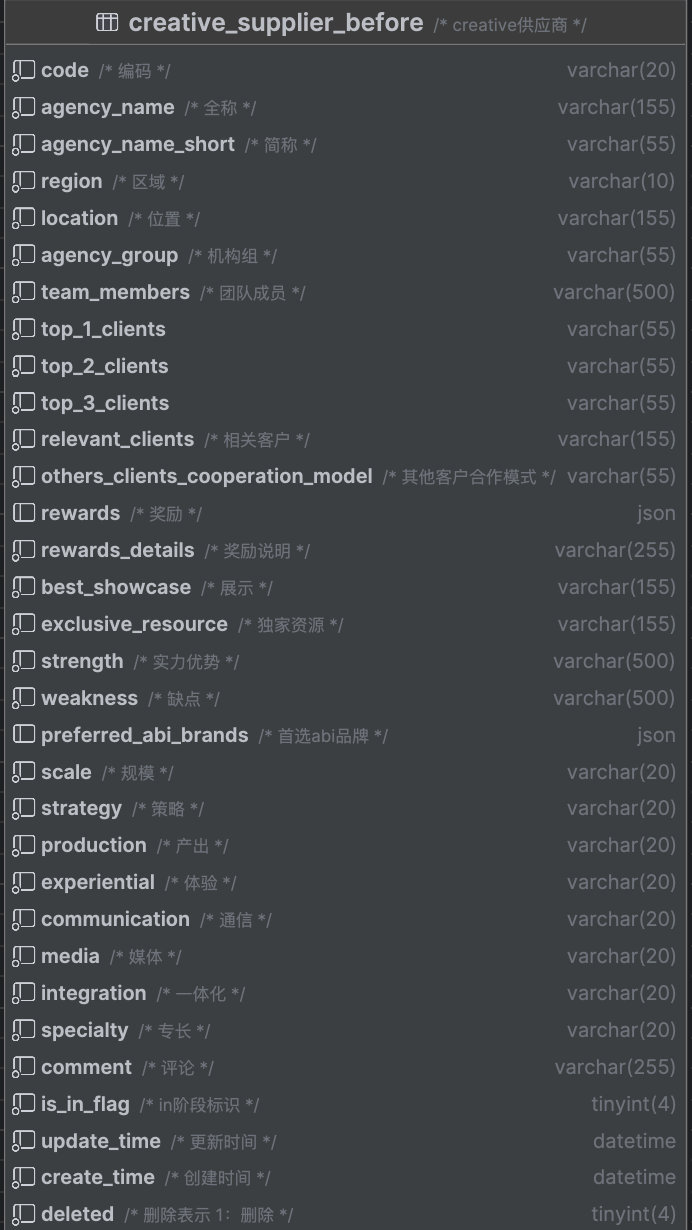 creative_supplier_before /* creative供应商 */
code /* 编码 */ varchar(20)
agency_name /* 全称 */ varchar(155)
agency_name_short /* 简称 */ varchar(55)
region /* 区域 */ varchar(10)
location /* 位置 */ varchar(155)
agency_group /* 机构组 */ varchar(55)
team_members /* 团队成员 */ varchar(500)
top_1_clients varchar(55)
top_2_clients varchar(55)
top_3_clients varchar(55)
relevant_clients /* 相关客户 */ varchar(155)
others_clients_cooperation_model /* 其他客户合作模式 */ varchar(55)
rewards /* 奖励 */ json
rewards_details /* 奖励说明 */ varchar(255)
best_showcase /* 展示 */ varchar(155)
exclusive_resource /* 独家资源 */ varchar(155)
strength /* 实力优势 */ varchar(500)
weakness /* 缺点 */ varchar(500)
preferred_abi_brands /* 首选abi品牌 */ json
scale /* 规模 */ varchar(20)
strategy /* 策略 */ varchar(20)
production /* 产出 */ varchar(20)
experiential /* 体验 */ varchar(20)
communication /* 通信 */ varchar(20)
media /* 媒体 */ varchar(20)
integration /* 一体化 */ varchar(20)
specialty /* 专长 */ varchar(20)
comment /* 评论 */ varchar(255)
is_in_flag /* in阶段标识 */ tinyint(4)
update_time /* 更新时间 */ datetime
create_time /* 创建时间 */ datetime
deleted /* 删除表示 1：删除 */ tinyint(4)